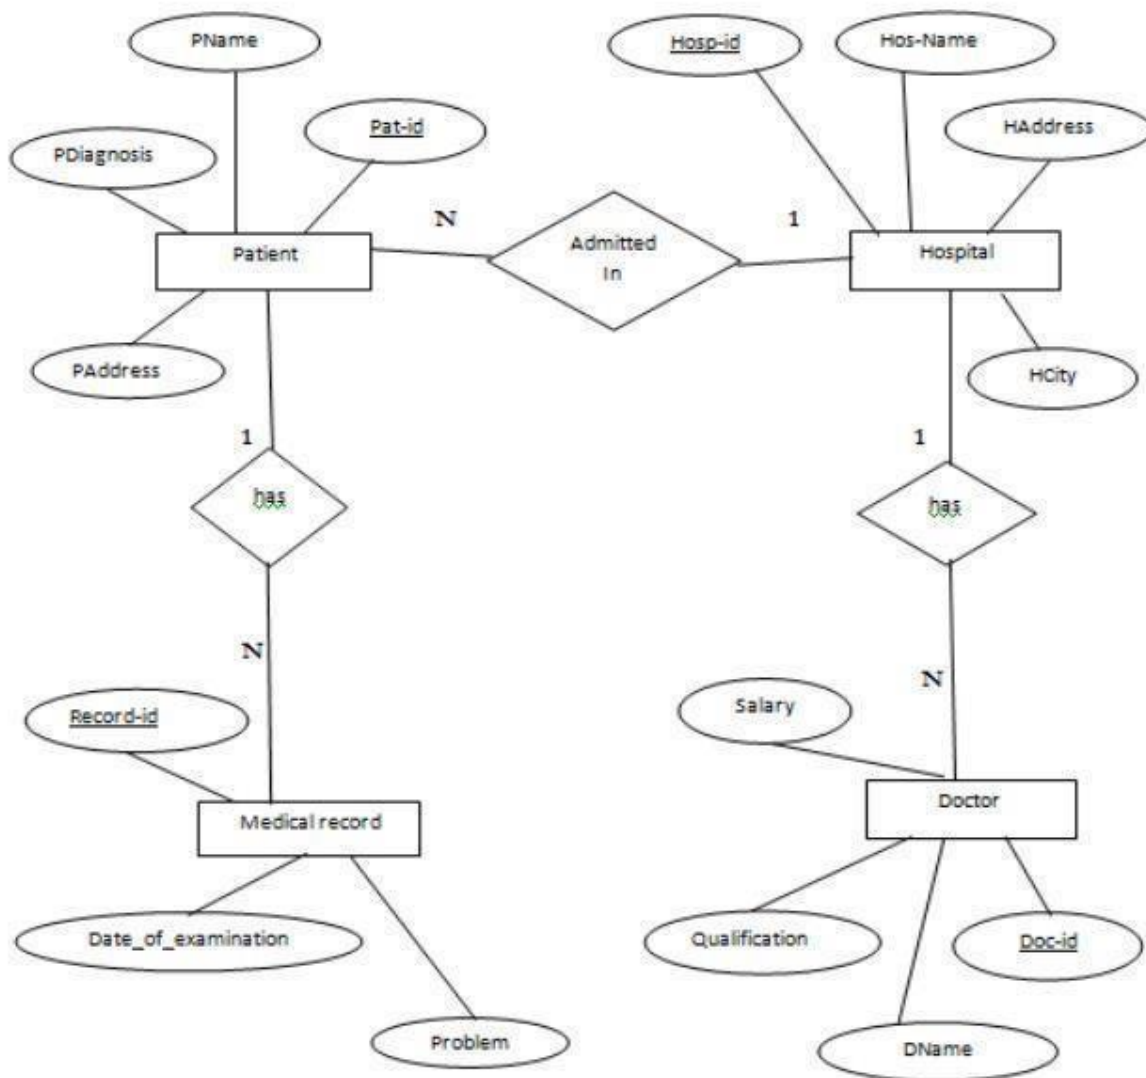 PName
Hosp-id
Hos-Name
Pat-id
HAddress
PDiagnosis
N
1
Patient
Admitted
In
Hospital
PAddress
HCity
1
1
has
has
N
N
Record-id
Salary
Medical record
Doctor
Date_of_examination
Qualification
Doc-id
Problem
DName